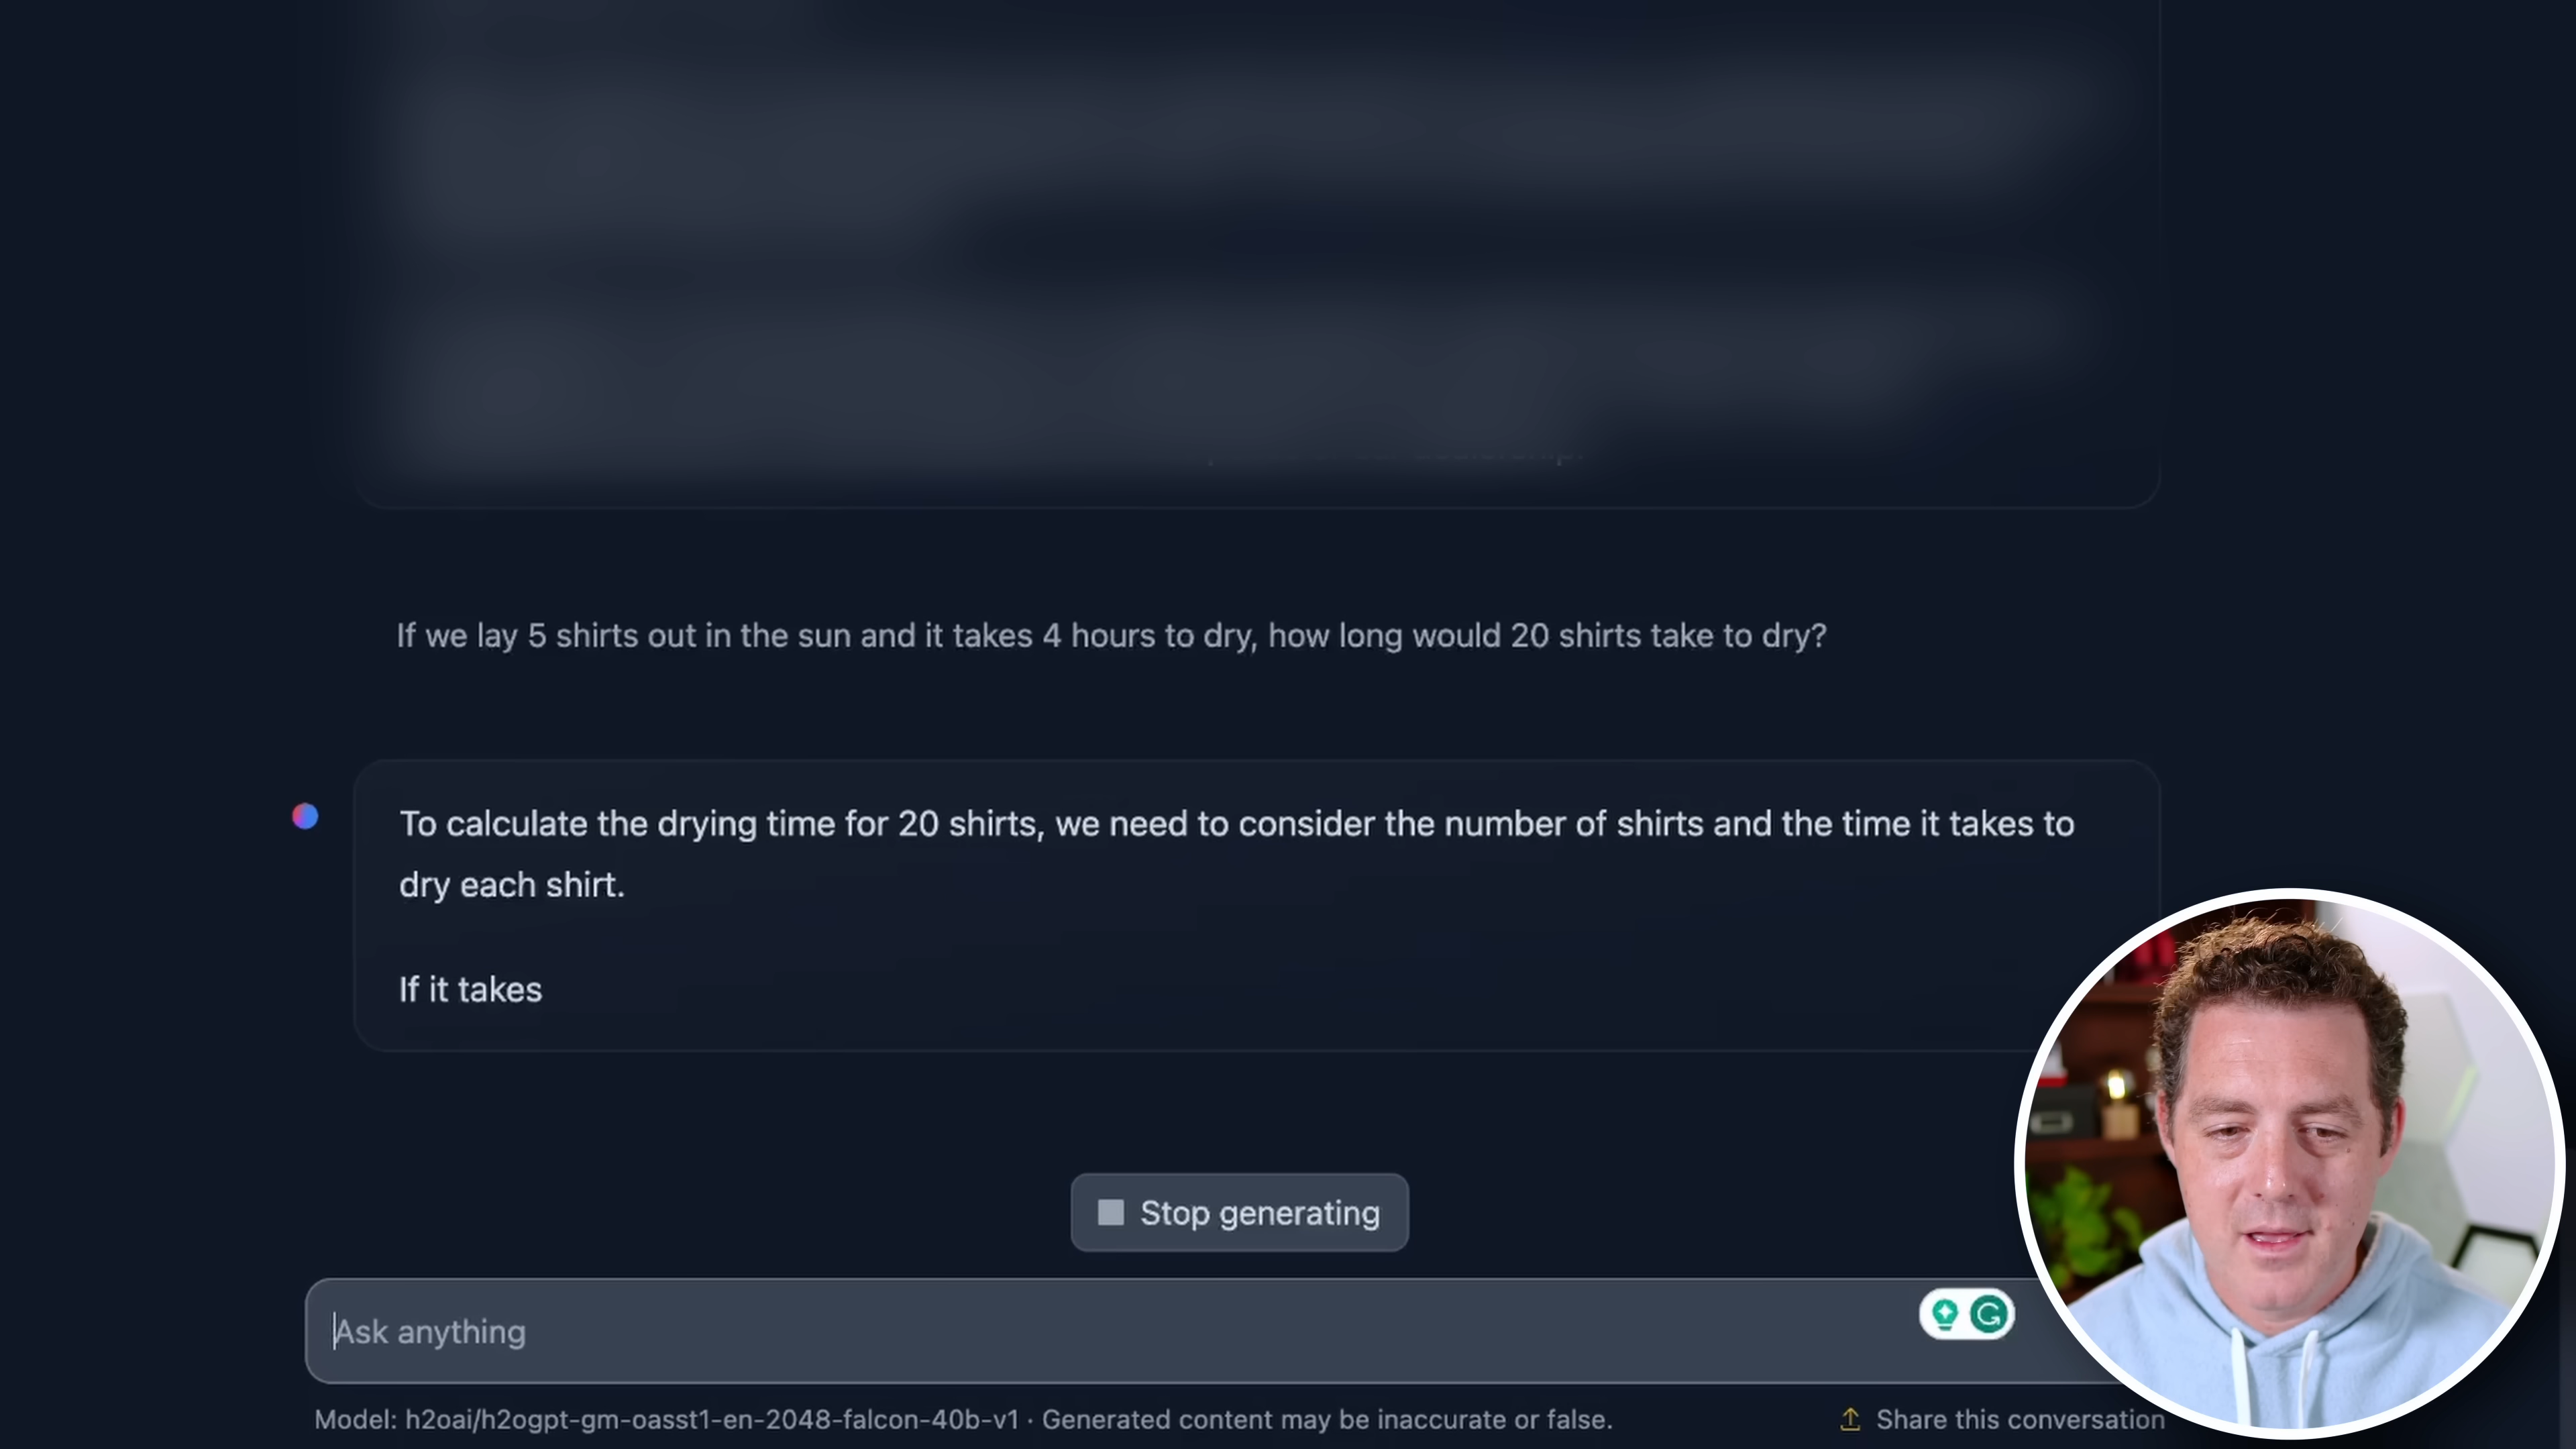 If we lay 5 shirts out in the sun and it takes 4 hours to dry, how long would 20 shirts take to dry?
To calculate the drying time for 20 shirts, we need to consider the number of shirts and the time it takes to
dry each shirt.
If it takes
Stop generating
Ask anything
Model: h2oai/h2ogpt-gm-oasst1-en-2048-falcon-40b-v1 · Generated content may be inaccurate or false.
Share this conversation